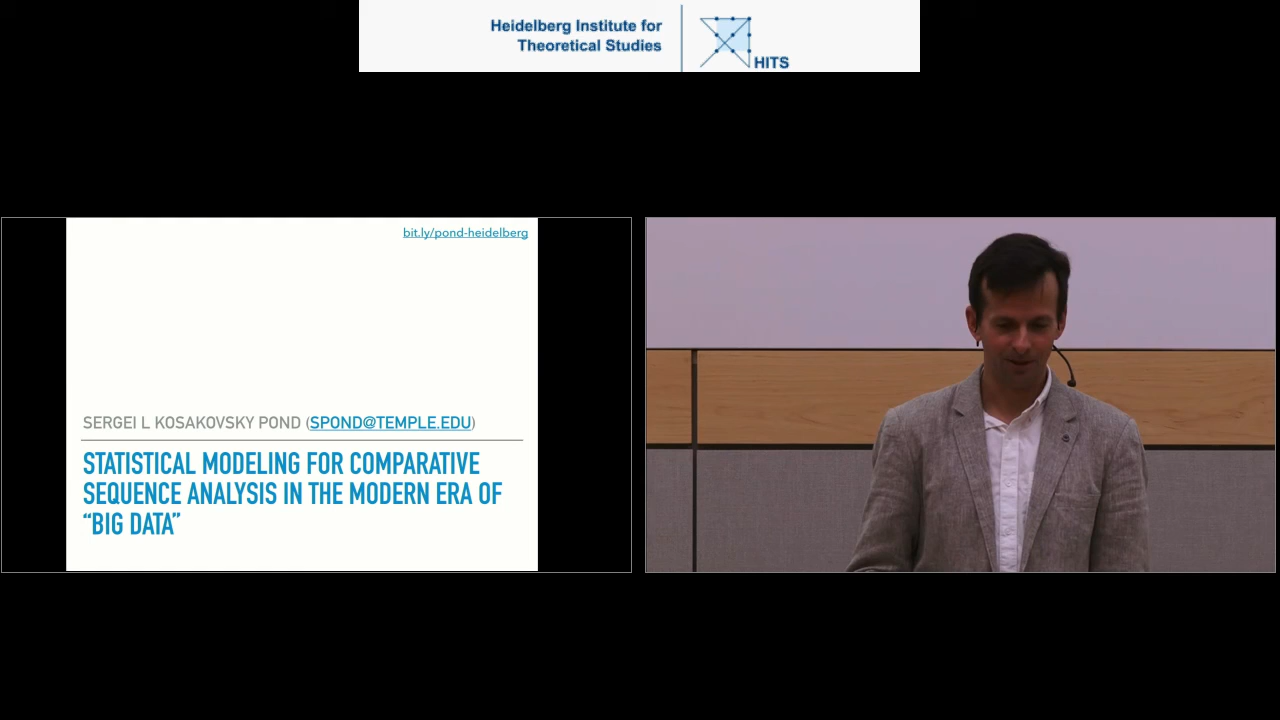 Heidelberg Institute for
Theoretical Studies
HITS
bit.ly/pond-heidelberg
SERGEI L KOSAKOVSKY POND (SPOND@TEMPLE.EDU)
STATISTICAL MODELING FOR COMPARATIVE
SEQUENCE ANALYSIS IN THE MODERN ERA OF
“BIG DATA”